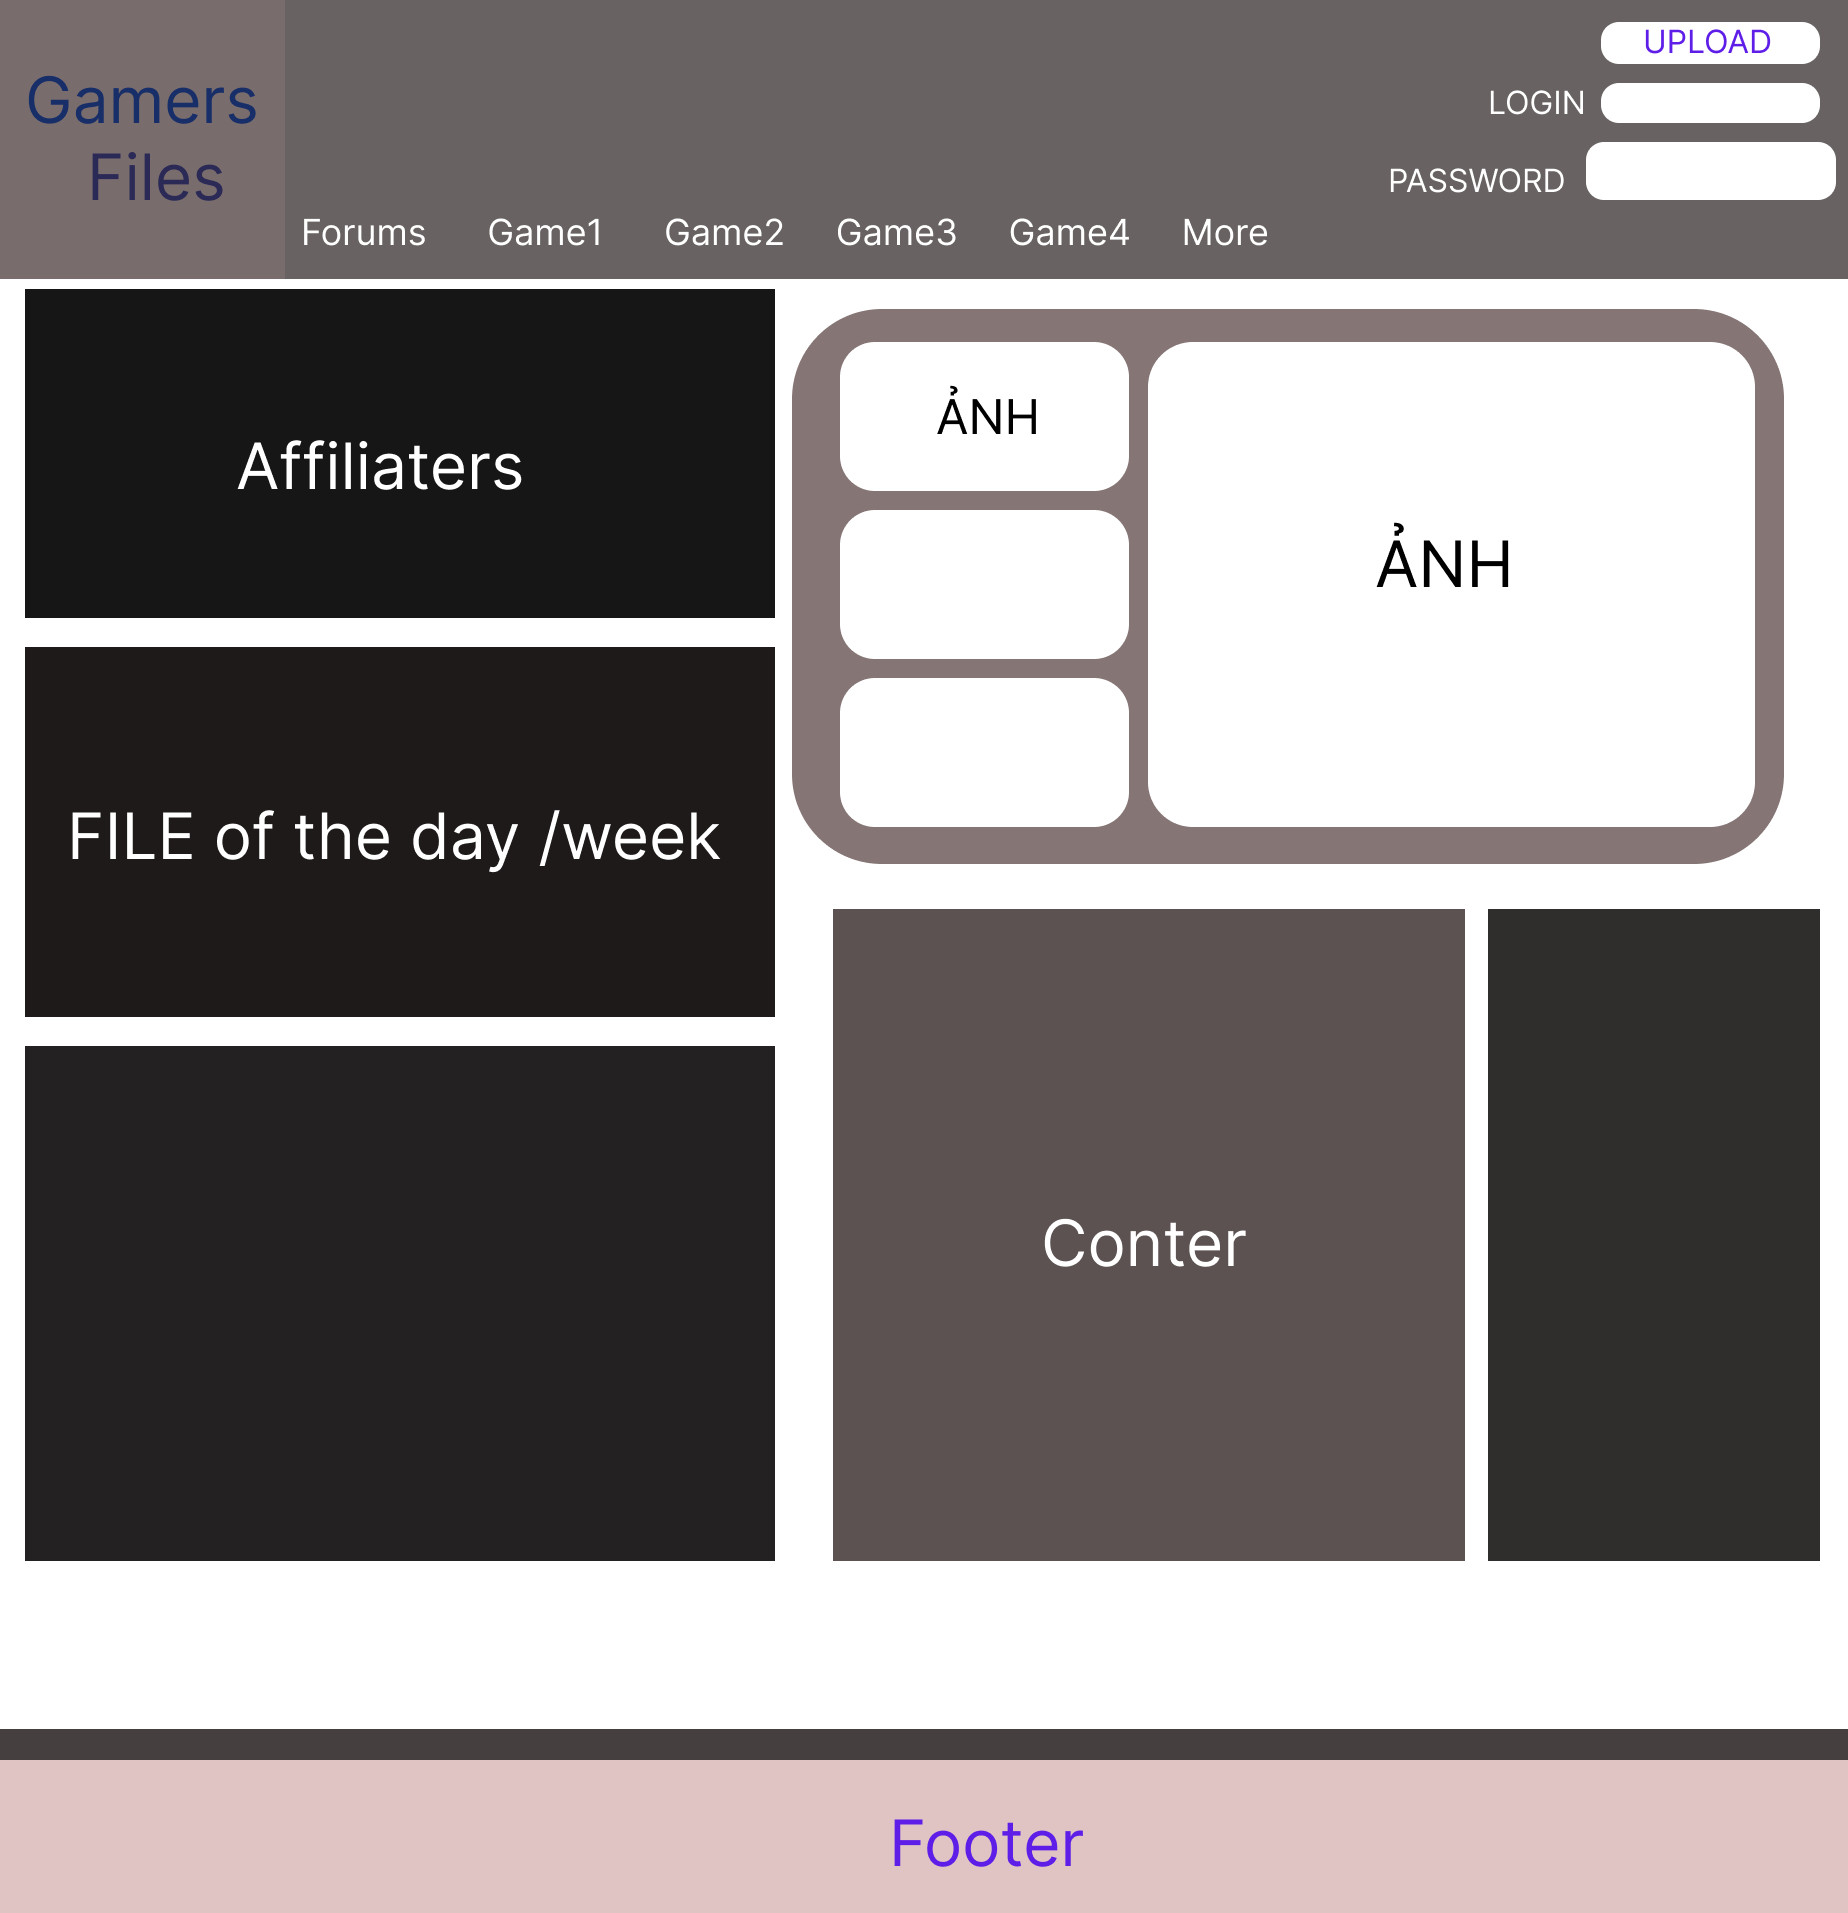 Gamers
Files
UPLOAD
LOGIN
PASSWORD
Forums Game1 Game2 Game3 Game4 More
Affiliaters
ẢNH
ẢNH
FILE of the day /week
Conter
Footer